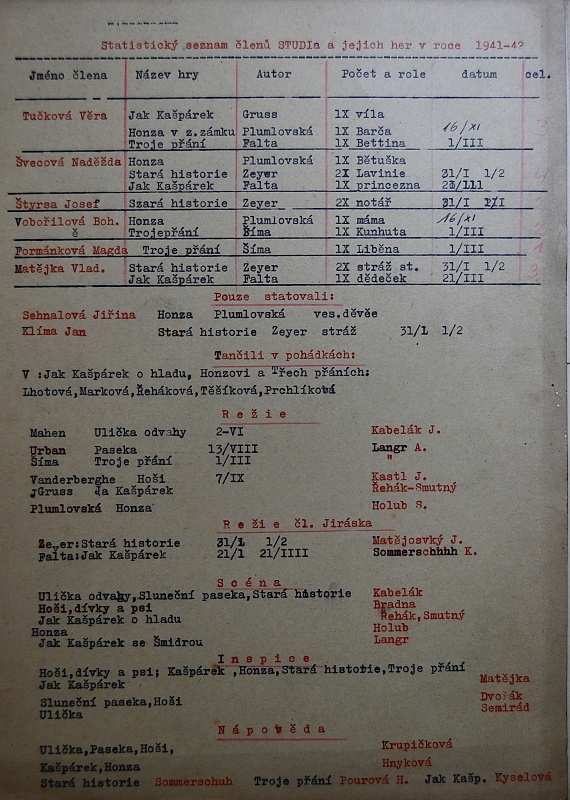 Statistický seznam členů STUDIa a jejich her v roce 1941-42
Jméno člena Název hry Autor Počet a role datum cel.
Tučková Věra Jak Kašpárek Gruss 1X víla
Honza v z.zámku Plumlovská 1X Barča 16/XI
Troje přání Falta 1X Bettina 1/III
Švecová Naděžda Honza Plumlovská 1X Bětuška
Stará historie Zeyer 2X Lavinie 31/I 1/2
Jak Kašpárek Falta 1X princezna 21/III
Štyrsa Josef Szará historie Zeyer 2X notář 31/I
Vobořilová Boh. Honza Plumlovská 1X máma 16/XI
ě Trojepřání Šíma 1X Kunhuta 1/III
Formánková Magda Troje přání Šíma 1X Liběna 1/III
Matějka Vlad. Stará historie Zeyer 2X stráž st. 31/I 1/2
Jak Kašpárek Falta 1X dědeček 21/III
Pouze statovali:
Sehnalová Jiřina Honza Plumlovská ves.děvěe
Klíma Jan Stará historie Zeyer stráž 31/1 1/2
Tančili v pohádkách:
V :Jak Kašpárek o hladu, Honzovi a Třech přáních:
Lhotová,Marková,Řeháková,Těšíková,Prchlíková
Režie
Mahen Ulička odvahy 2-VI Kabelák J.
Urban Paseka 13/VIII Langr A.
Šíma Troje přání 1/III "
Vanderberghe Hoši 7/IX Kastl J.
jGruss Ja Kašpárek Řehák-Smutný
Plumlovská Honza Holub S.
Režie čl. Jiráska
Zeyer:Stará historie 31/1 1/2 Matějosvký J.
Falta:Jak Kašpárek 21/1 21/IIII Sommerschhhh K.
Scéna
Ulička odvahy,Sluneční paseka,Stará historie Kabelák
Hoši,dívky a psi Bradna
Jak Kašpárek o hladu Řehák,Smutný
Honza Holub
Jak Kašpárek se Šmidrou Langr
Inspice
Hoši,dívky a psi; Kašpárek ,Honza,Stará historie,Troje přání
Jak Kašpárek Matějka
Sluneční paseka,Hoši Dvořák
Ulička Semirád
Nápověda
Ulička,Paseka,Hoši, Krupičková
Kašpárek,Honza Hnyková
Stará historie Sommerschuh Troje přání Pourová H. Jak Kašp. Kyselová